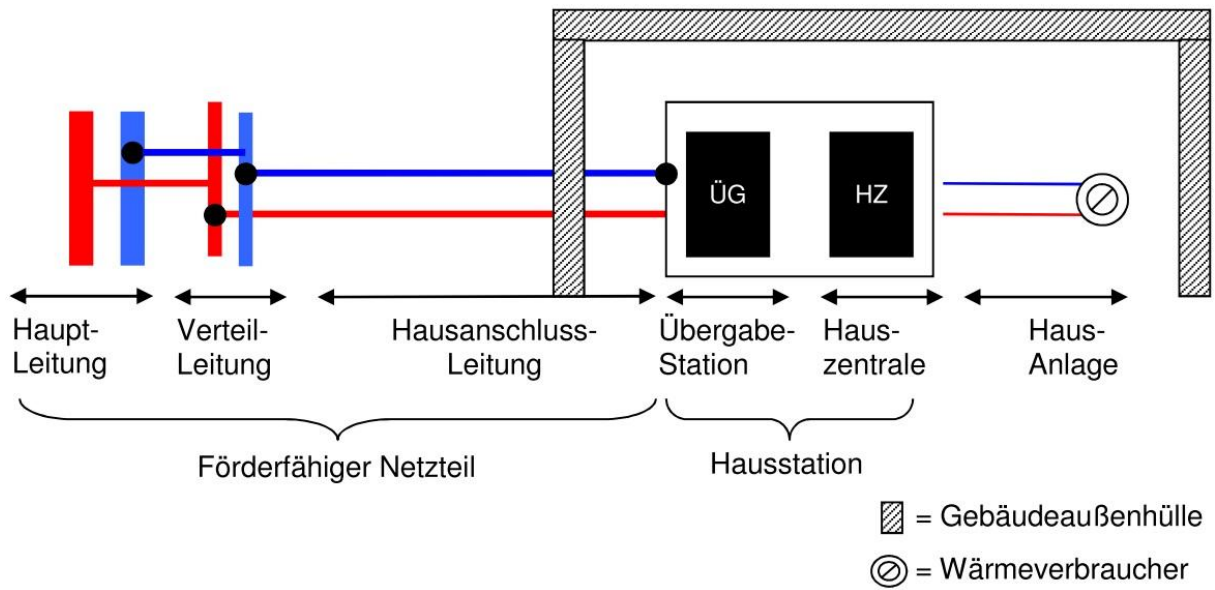 ÜG
HZ
Haupt-
Leitung
Verteil-
Leitung
Hausanschluss-
Leitung
Übergabe-
Station
Haus-
zentrale
Haus-
Anlage
Förderfähiger Netzteil
Hausstation
= Gebäudeaußenhülle
= Wärmeverbraucher